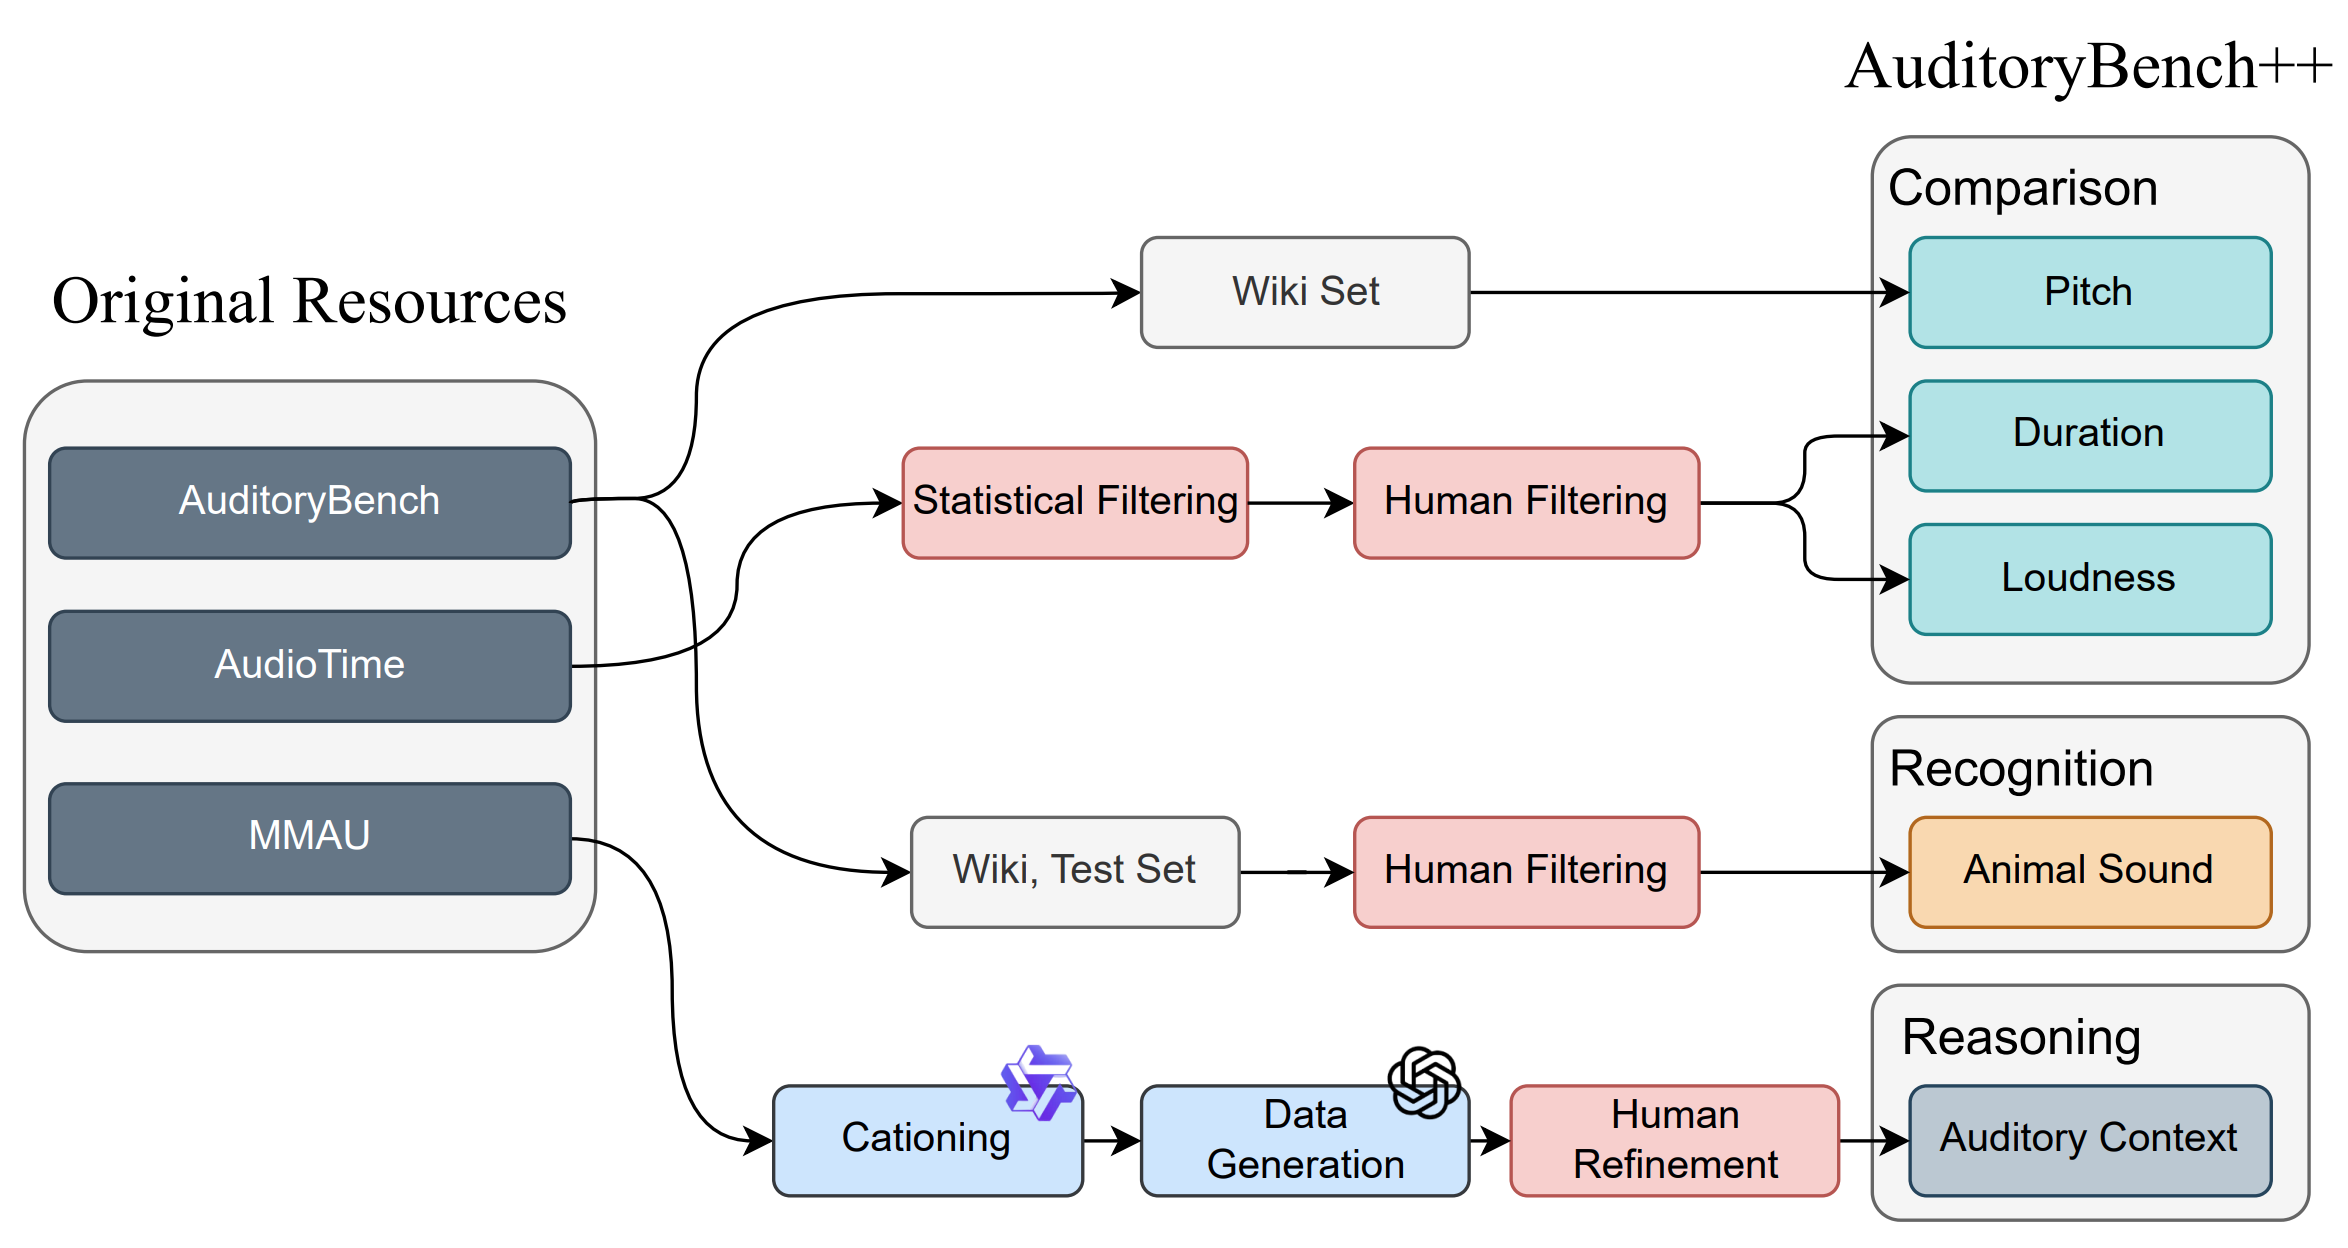 AuditoryBench++
Original Resources
AuditoryBench
AudioTime
MMAU
Wiki Set
Statistical Filtering
Human Filtering
Wiki, Test Set
Human Filtering
Cationing
Data
Generation
Human
Refinement
Comparison
Pitch
Duration
Loudness
Recognition
Animal Sound
Reasoning
Auditory Context